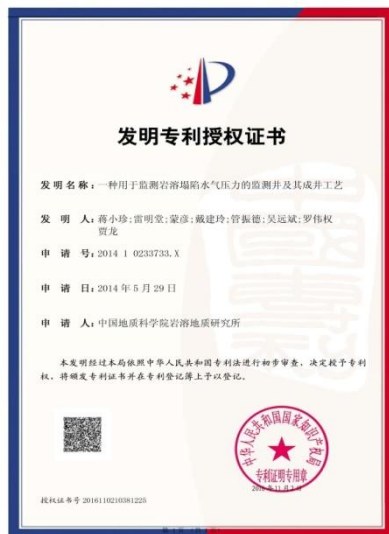 发明专利授权证书
发明名称：一种用于监测岩溶塌陷水气压力的监测井及其成井工艺
发 明 人：蒋小珍;雷明堂;蒙彦;戴建玲;管振德;吴远斌;罗伟权
贾龙
申 请 号：2014 1 0233733.X
申 请 日：2014年5月29日
申 请 人：中国地质科学院岩溶地质研究所
本发明经过本局依照中华人民共和国专利法进行初步审查，决定授予专利
权、将颁发专利证书并在专利登记簿上予以登记。
中华人民共和国国家知识产权局
专利证明专用章
授权证书号 2016110210381225